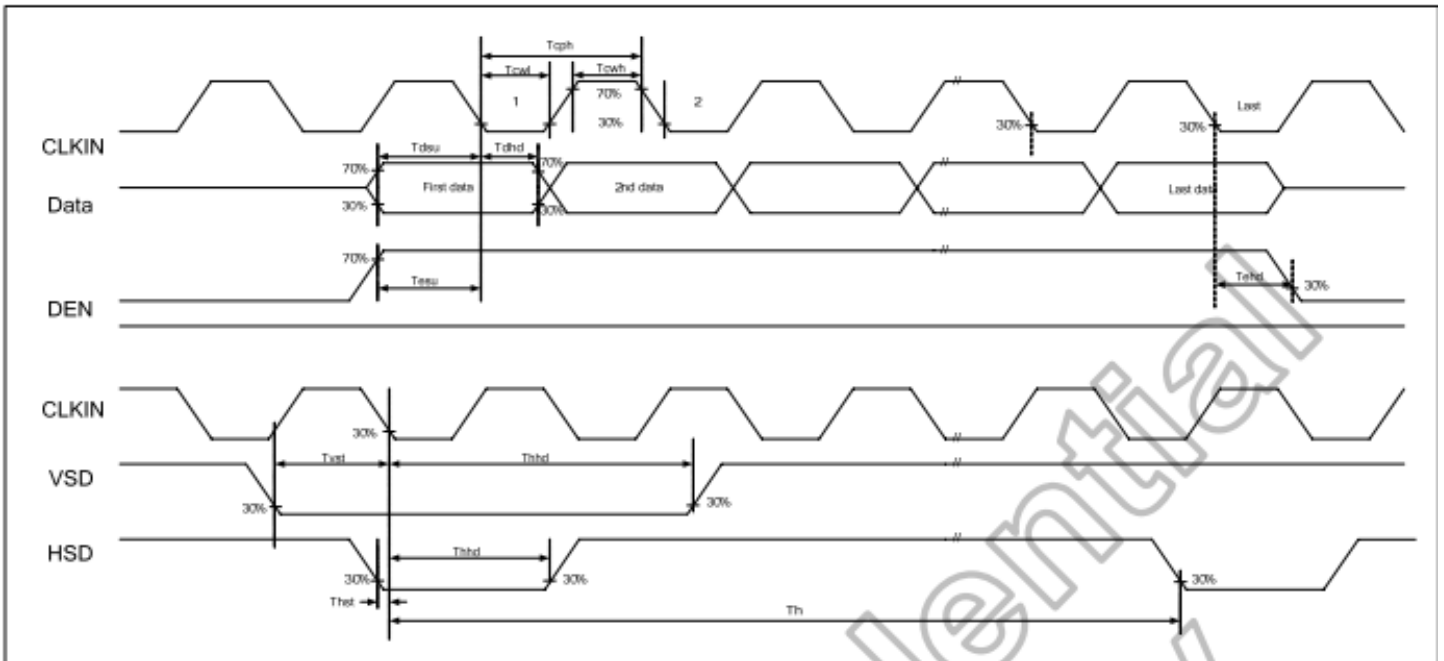 Tcph
Tcwl Tcwh
1 70% 2 Last
30% 30% 30%
CLKIN
Tdsu Tdhd
70% 70%
First data 2nd data Last dat
Data
30% 30%
70%
Tesu Tehd
30%
DEN
CLKIN
30%
Tvst Thhd
VSD
30% 30%
HSD
Thhd
30% 30% 30%
Thst
Th